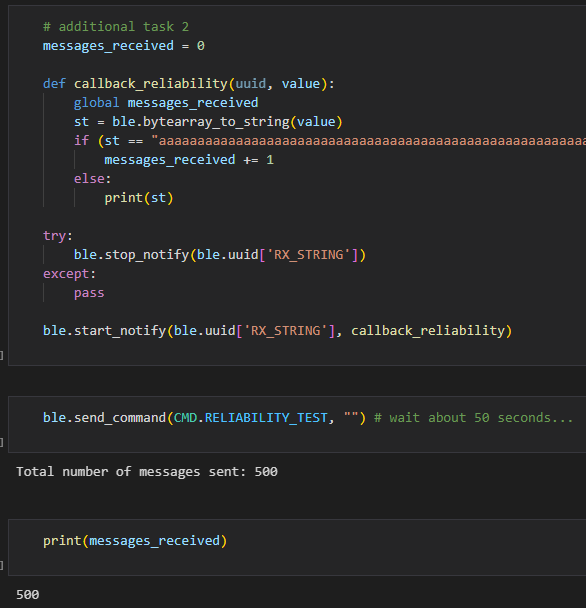 # additional task 2
messages_received = 0
def callback_reliability(uuid, value):
global messages_received
st = ble.bytearray_to_string(value)
if (st == "aaaaaaaaaaaaaaaaaaaaaaaaaaaaaaaaaaaaaaaaaaaaaaaaaaaaaaaa
messages_received += 1
else:
print(st)
try:
ble.stop_notify(ble.uuid['RX_STRING'])
except:
pass
ble.start_notify(ble.uuid['RX_STRING'], callback_reliability)
]
ble.send_command(CMD.RELIABILITY_TEST, "") # wait about 50 seconds...
]
Total number of messages sent: 500
print(messages_received)
]
500